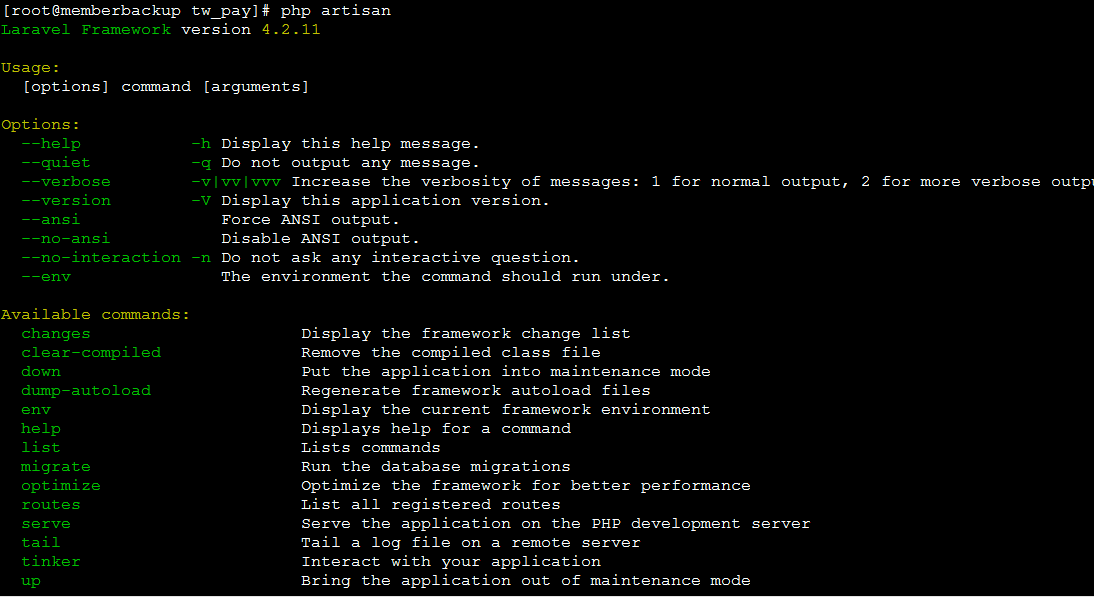 [root@memberbackup tw_pay]# php artisan
Laravel Framework version 4.2.11
Usage:
[options] command [arguments]
Options:
--help -h Display this help message.
--quiet -q Do not output any message.
--verbose -v|vv|vvv Increase the verbosity of messages: 1 for normal output, 2 for more verbose outpu
--version -V Display this application version.
--ansi Force ANSI output.
--no-ansi Disable ANSI output.
--no-interaction -n Do not ask any interactive question.
--env The environment the command should run under.
Available commands:
changes Display the framework change list
clear-compiled Remove the compiled class file
down Put the application into maintenance mode
dump-autoload Regenerate framework autoload files
env Display the current framework environment
help Displays help for a command
list Lists commands
migrate Run the database migrations
optimize Optimize the framework for better performance
routes List all registered routes
serve Serve the application on the PHP development server
tail Tail a log file on a remote server
tinker Interact with your application
up Bring the application out of maintenance mode